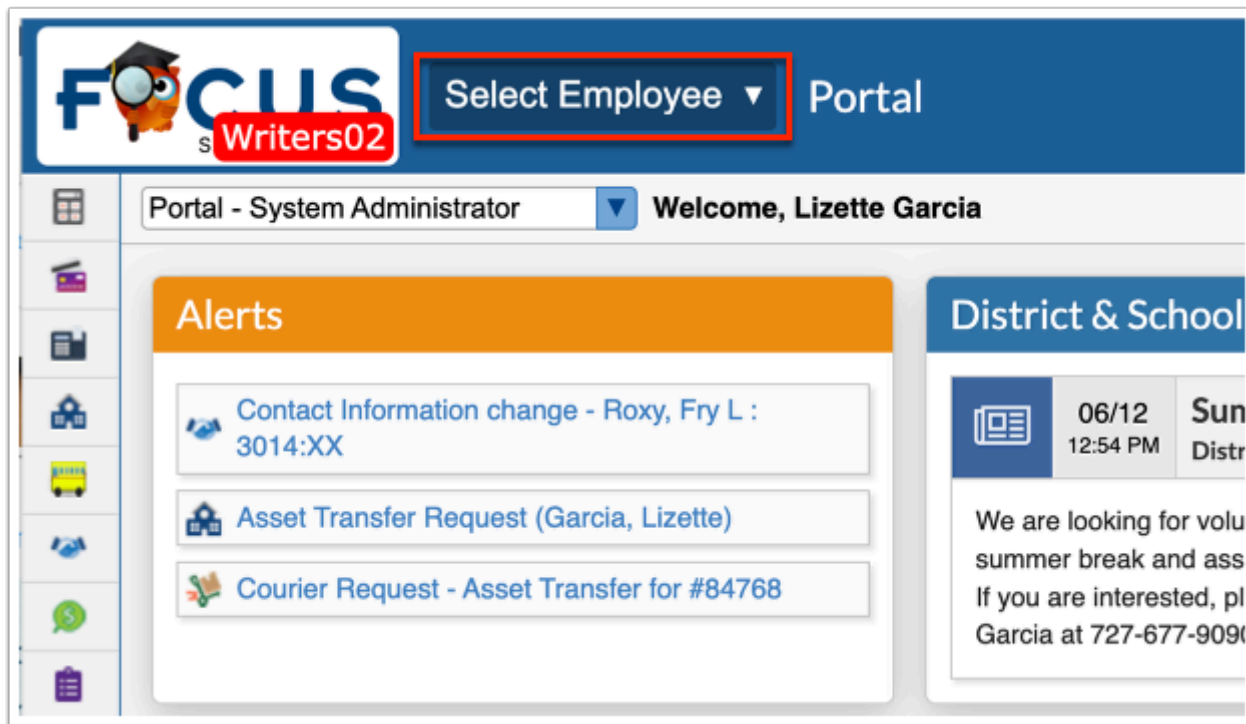 FOCUS
S
Writers02
Select Employee ▼
Portal
Portal - System Administrator
Welcome, Lizette Garcia
Alerts
Contact Information change - Roxy, Fry L :
3014:XX
Asset Transfer Request (Garcia, Lizette)
Courier Request - Asset Transfer for #84768
District & School
06/12
12:54 PM
We are looking for volu
summer break and ass
If you are interested, pl
Garcia at 727-677-909